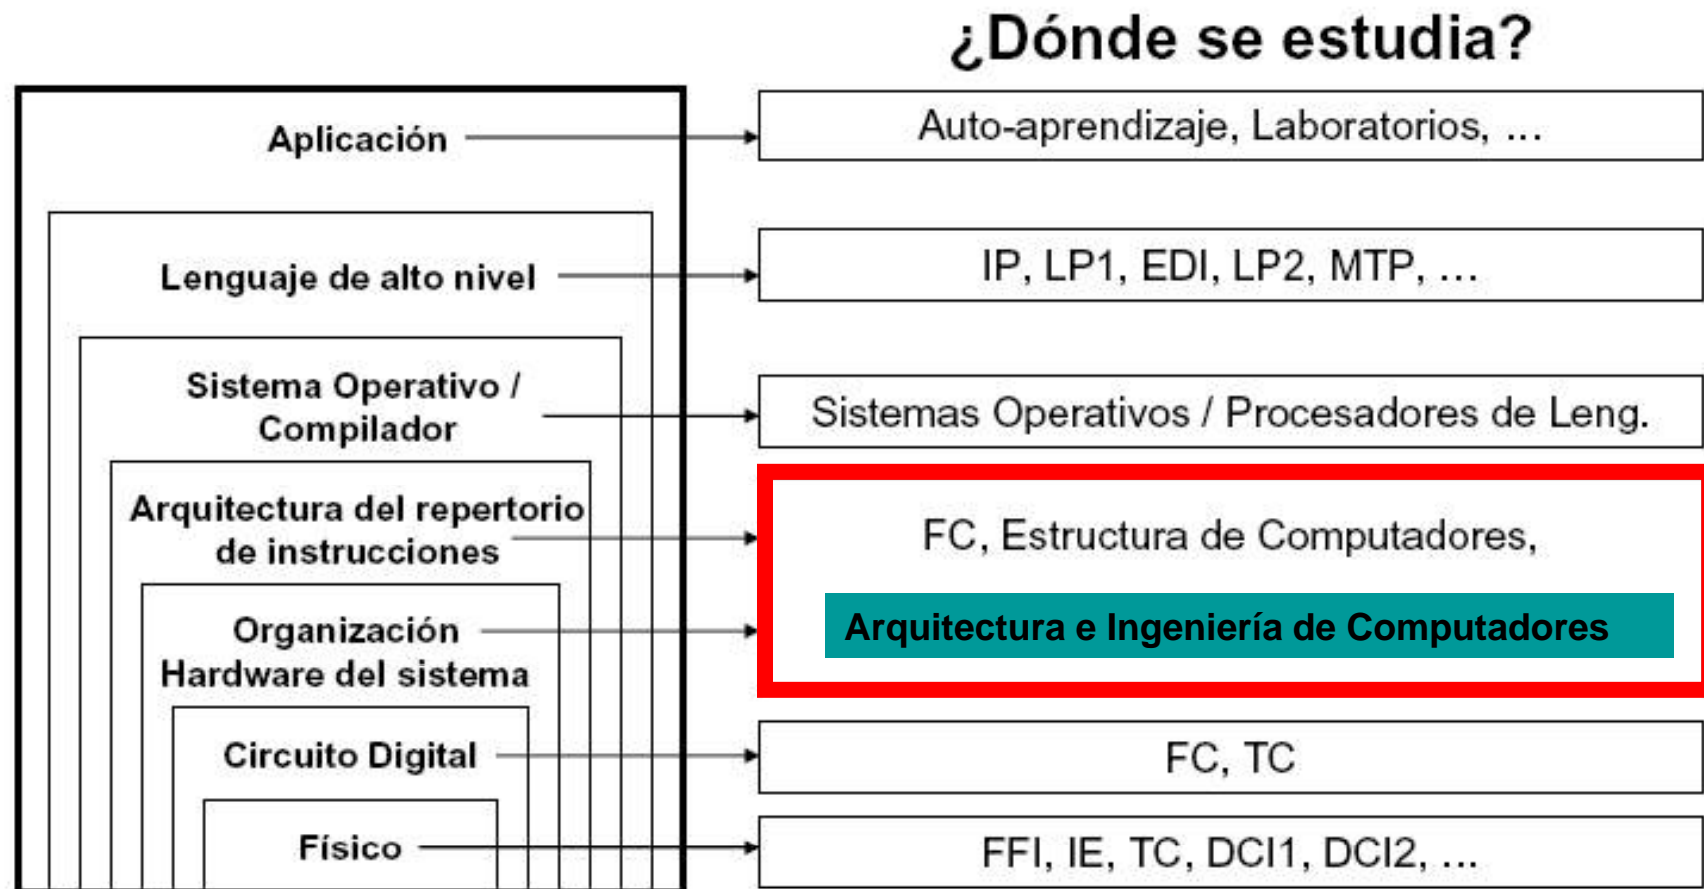 ¿Dónde se estudia?
Aplicación
Auto-aprendizaje, Laboratorios, ...
Lenguaje de alto nivel
IP, LP1, EDI, LP2, MTP, ...
Sistema Operativo /
Compilador
Sistemas Operativos / Procesadores de Leng.
Arquitectura del repertorio
de instrucciones
FC, Estructura de Computadores,
Organización
Hardware del sistema
Arquitectura e Ingeniería de Computadores
Circuito Digital
FC, TC
Físico
FFI, IE, TC, DCI1, DCI2, ...